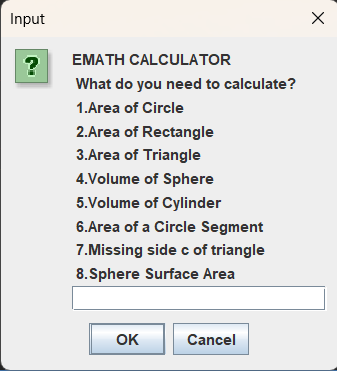 Input
EMATH CALCULATOR
What do you need to calculate?
1.Area of Circle
2.Area of Rectangle
3.Area of Triangle
4.Volume of Sphere
5.Volume of Cylinder
6.Area of a Circle Segment
7.Missing side c of triangle
8.Sphere Surface Area
OK Cancel